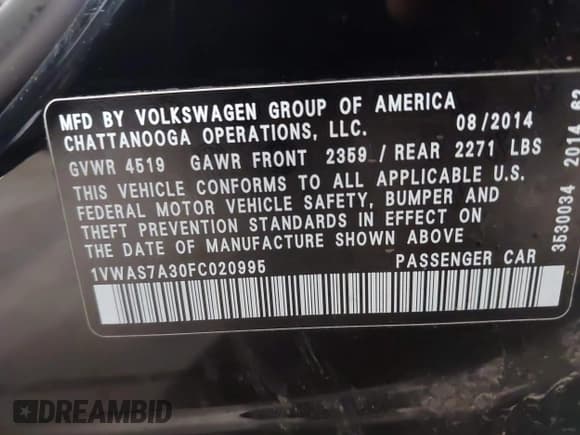 MFD BY VOLKSWAGEN GROUP OF AMERICA
CHATTANOOGA OPERATIONS, LLC. 08/2014
GVWR 4519 GAWR FRONT 2359 / REAR 2271 LBS
THIS VEHICLE CONFORMS TO ALL APPLICABLE U.S.
FEDERAL MOTOR VEHICLE SAFETY, BUMPER AND
THEFT PREVENTION STANDARDS IN EFFECT ON
THE DATE OF MANUFACTURE SHOWN ABOVE
1VWAS7A30FC020995 PASSENGER CAR
3530034 2014 62
DREAMBID